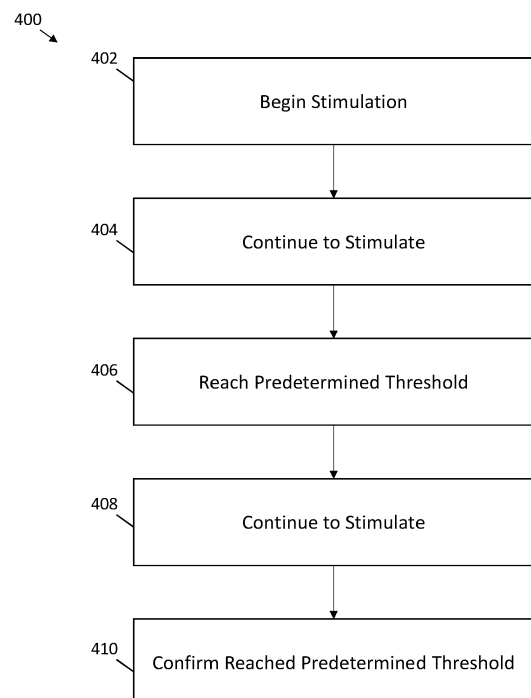 400
402
Begin Stimulation
404
Continue to Stimulate
406
Reach Predetermined Threshold
408
Continue to Stimulate
410
Confirm Reached Predetermined Threshold